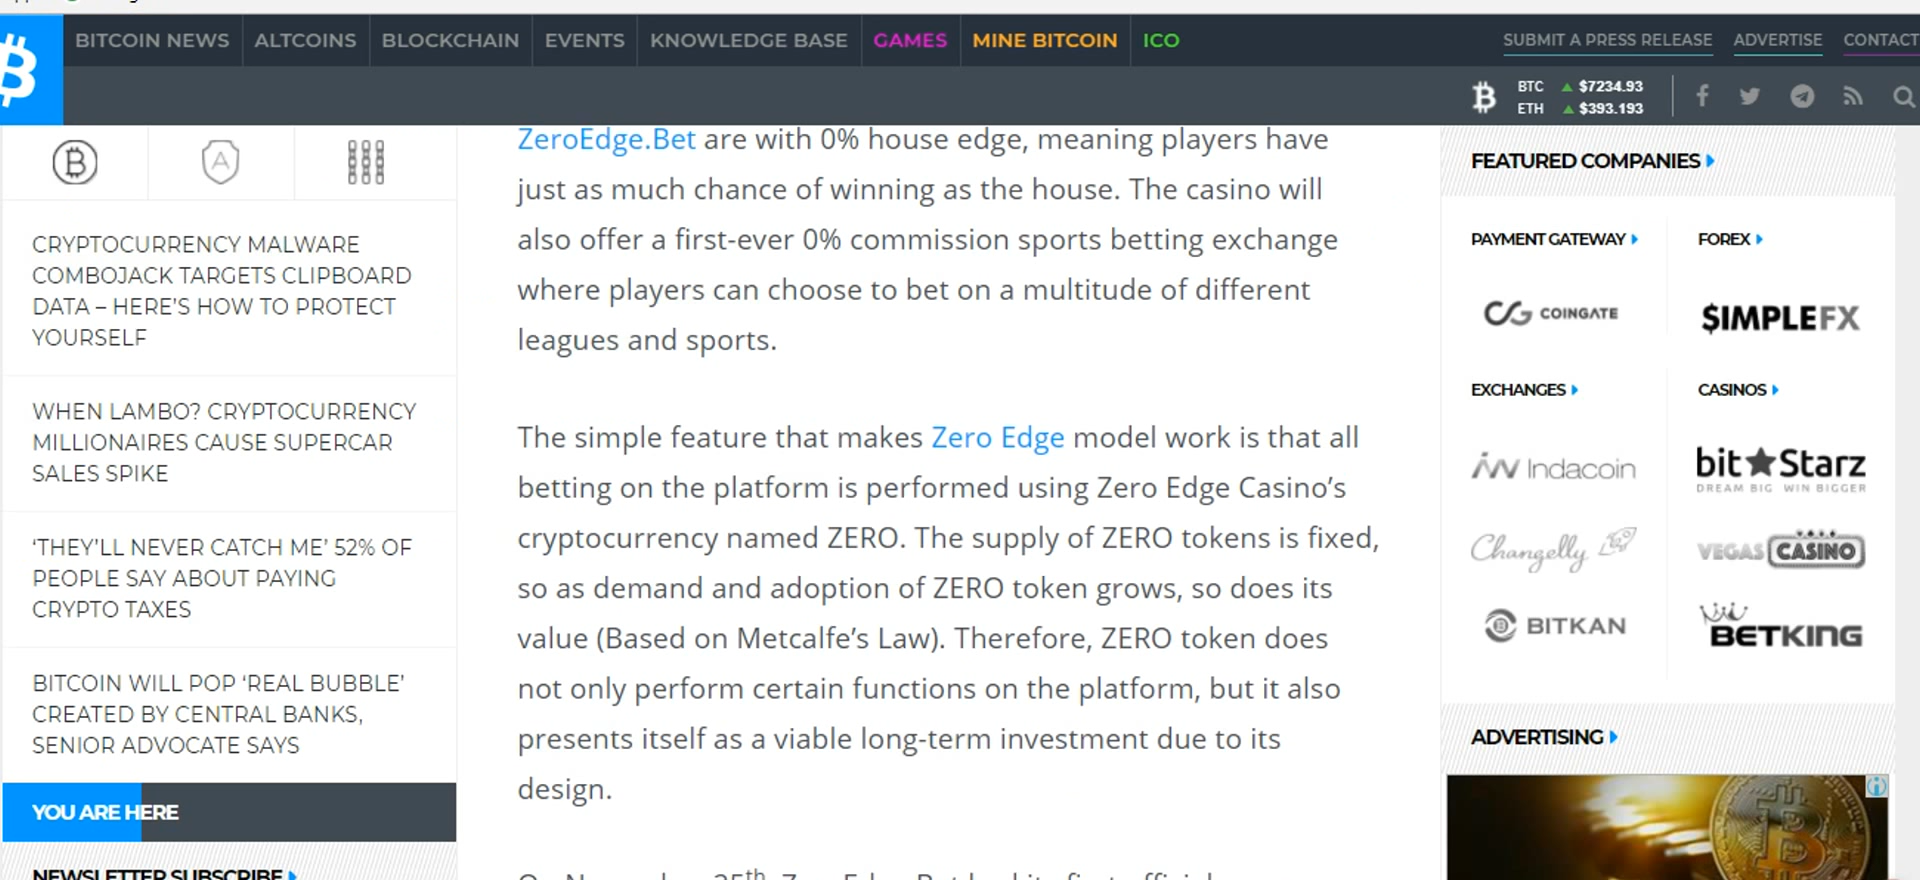 BITCOIN NEWS ALTCOINS BLOCKCHAIN EVENTS KNOWLEDGE BASE GAMES MINE BITCOIN ICO
SUBMIT A PRESS RELEASE ADVERTISE CONTACT
BTC ▲ $7234.93
ETH ▲ $393.193
CRYPTOCURRENCY MALWARE
COMBOJACK TARGETS CLIPBOARD
DATA – HERE'S HOW TO PROTECT
YOURSELF
WHEN LAMBO? CRYPTOCURRENCY
MILLIONAIRES CAUSE SUPERCAR
SALES SPIKE
'THEY'LL NEVER CATCH ME' 52% OF
PEOPLE SAY ABOUT PAYING
CRYPTO TAXES
BITCOIN WILL POP 'REAL BUBBLE'
CREATED BY CENTRAL BANKS,
SENIOR ADVOCATE SAYS
YOU ARE HERE
NEWSLETTER SUBSCRIBE
ZeroEdge.Bet are with 0% house edge, meaning players have
just as much chance of winning as the house. The casino will
also offer a first-ever 0% commission sports betting exchange
where players can choose to bet on a multitude of different
leagues and sports.
The simple feature that makes Zero Edge model work is that all
betting on the platform is performed using Zero Edge Casino's
cryptocurrency named ZERO. The supply of ZERO tokens is fixed,
so as demand and adoption of ZERO token grows, so does its
value (Based on Metcalfe's Law). Therefore, ZERO token does
not only perform certain functions on the platform, but it also
presents itself as a viable long-term investment due to its
design.
FEATURED COMPANIES
PAYMENT GATEWAY FOREX
COINGATE $IMPLEFX
EXCHANGES CASINOS
Indacoin bit★Starz
DREAM BIG WIN BIGGER
Changelly VEGAS CASINO
BITKAN BETKING
ADVERTISING